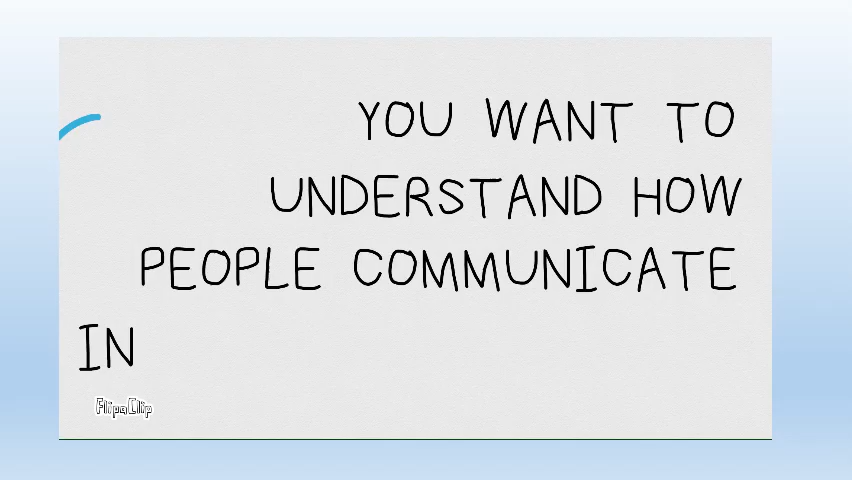 YOU WANT TO
UNDERSTAND HOW
PEOPLE COMMUNICATE
IN
FlipaClip